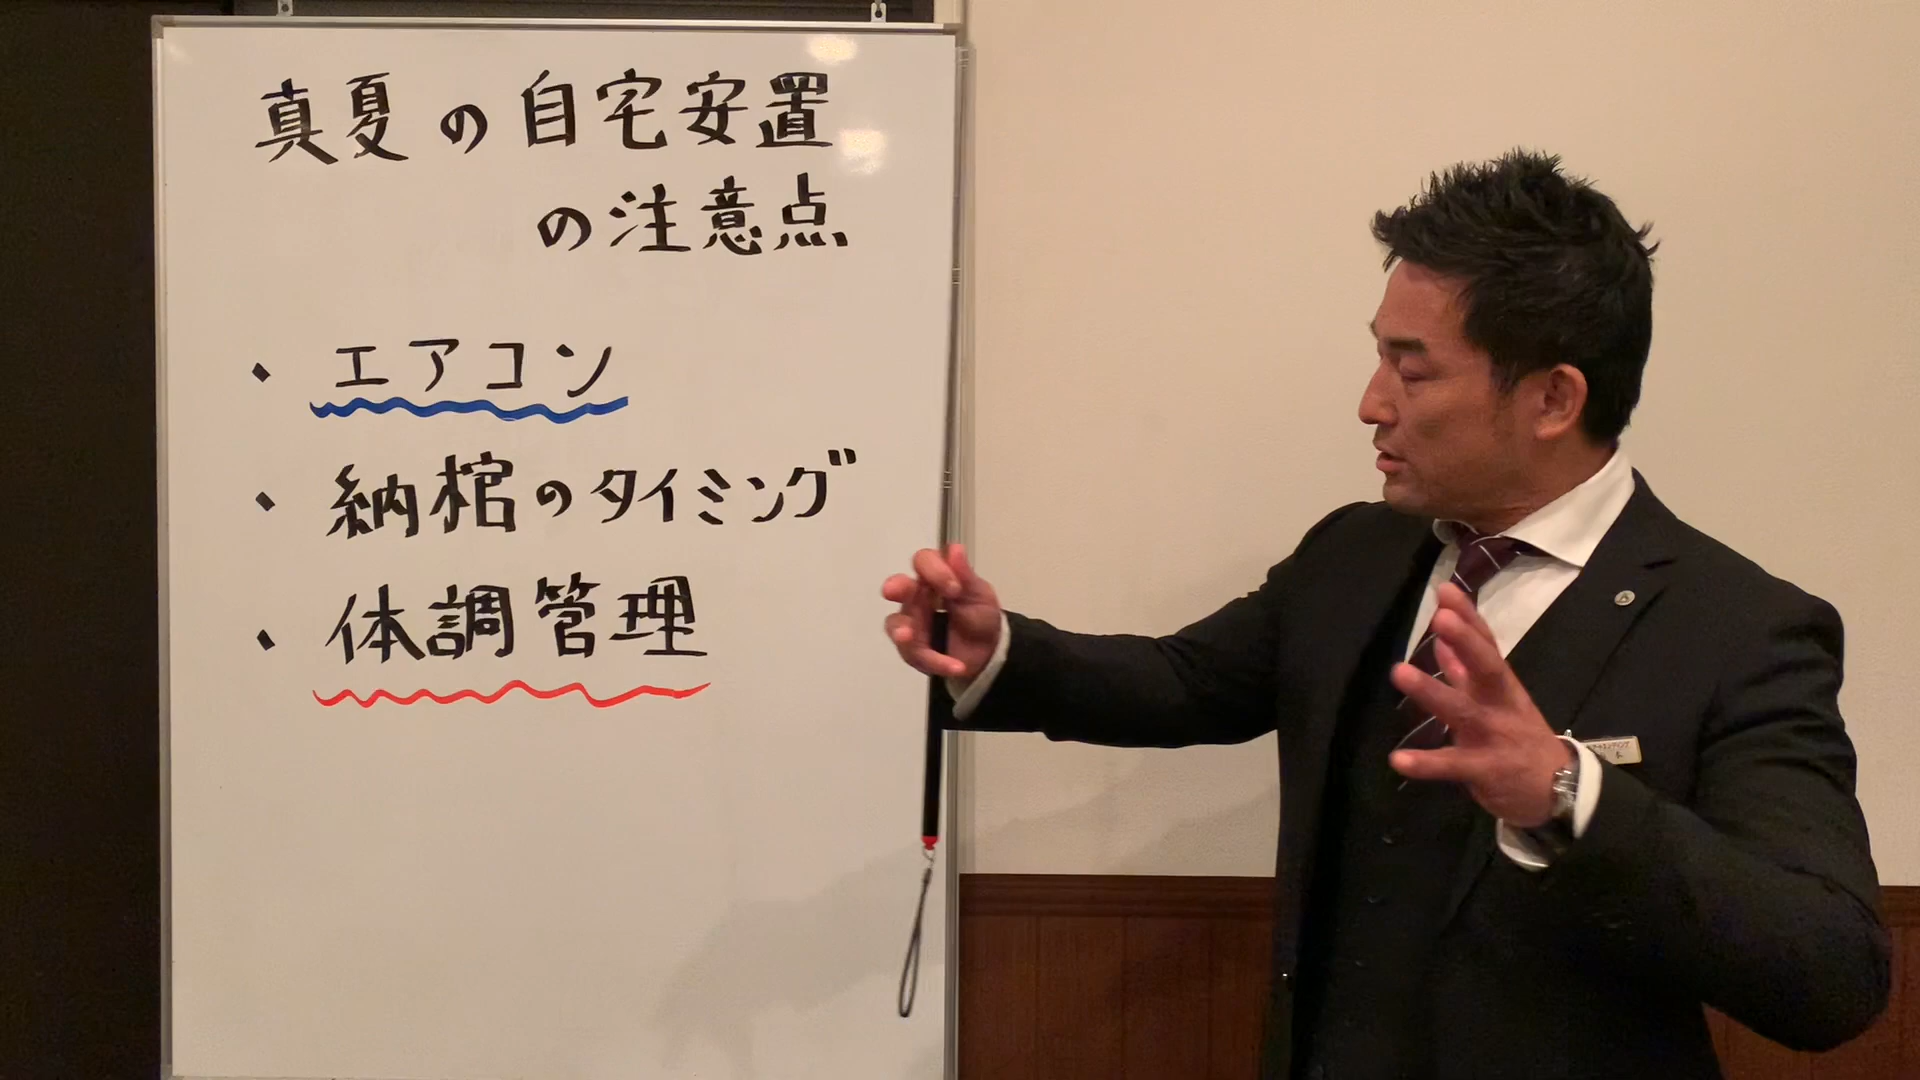 真夏の自宅安置
の注意点
・エアコン
・納棺のタイミング
・体調管理